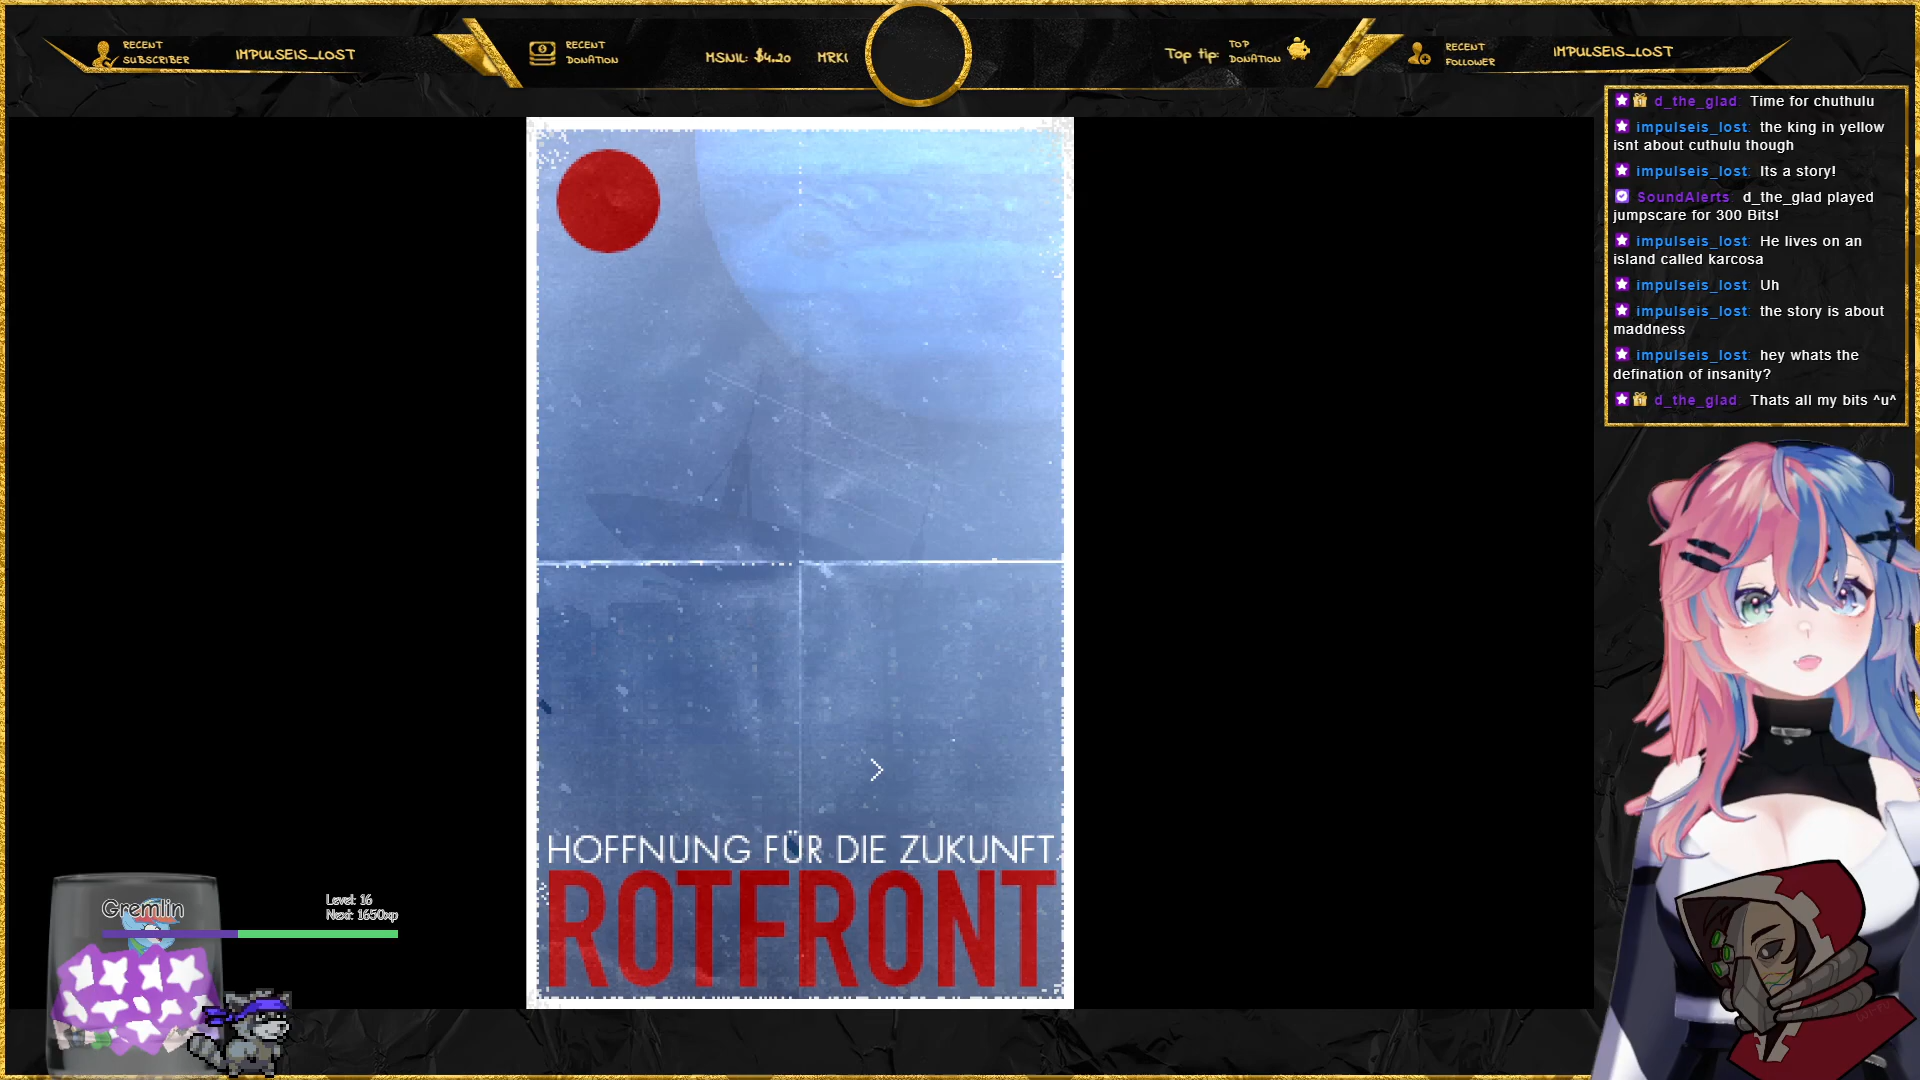 RECENT
SUBSCRIBER
IMPULSEIS_LOST
RECENT
DONATION
MSNIL: $4.20 MRKL
Top tip:
TOP
DONATION
RECENT
FOLLOWER
IMPULSEIS_LOST
d_the_glad: Time for chuthulu
impulseis_lost: the king in yellow
isnt about cuthulu though
impulseis_lost: Its a story!
SoundAlerts: d_the_glad played
jumpscare for 300 Bits!
impulseis_lost: He lives on an
island called karcosa
impulseis_lost: Uh
impulseis_lost: the story is about
maddness
impulseis_lost: hey whats the
defination of insanity?
d_the_glad: Thats all my bits ^u^
HOFFNUNG FÜR DIE ZUKUNFT
ROTFRONT
Gremlin
Level: 16
Next: 1650xp